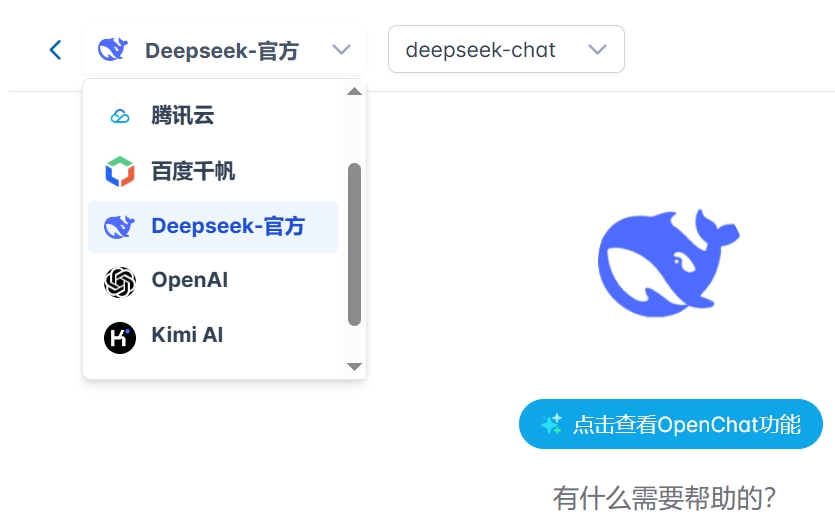 Deepseek-官方
deepseek-chat
腾讯云
百度千帆
Deepseek-官方
OpenAI
Kimi AI
点击查看OpenChat功能
有什么需要帮助的？